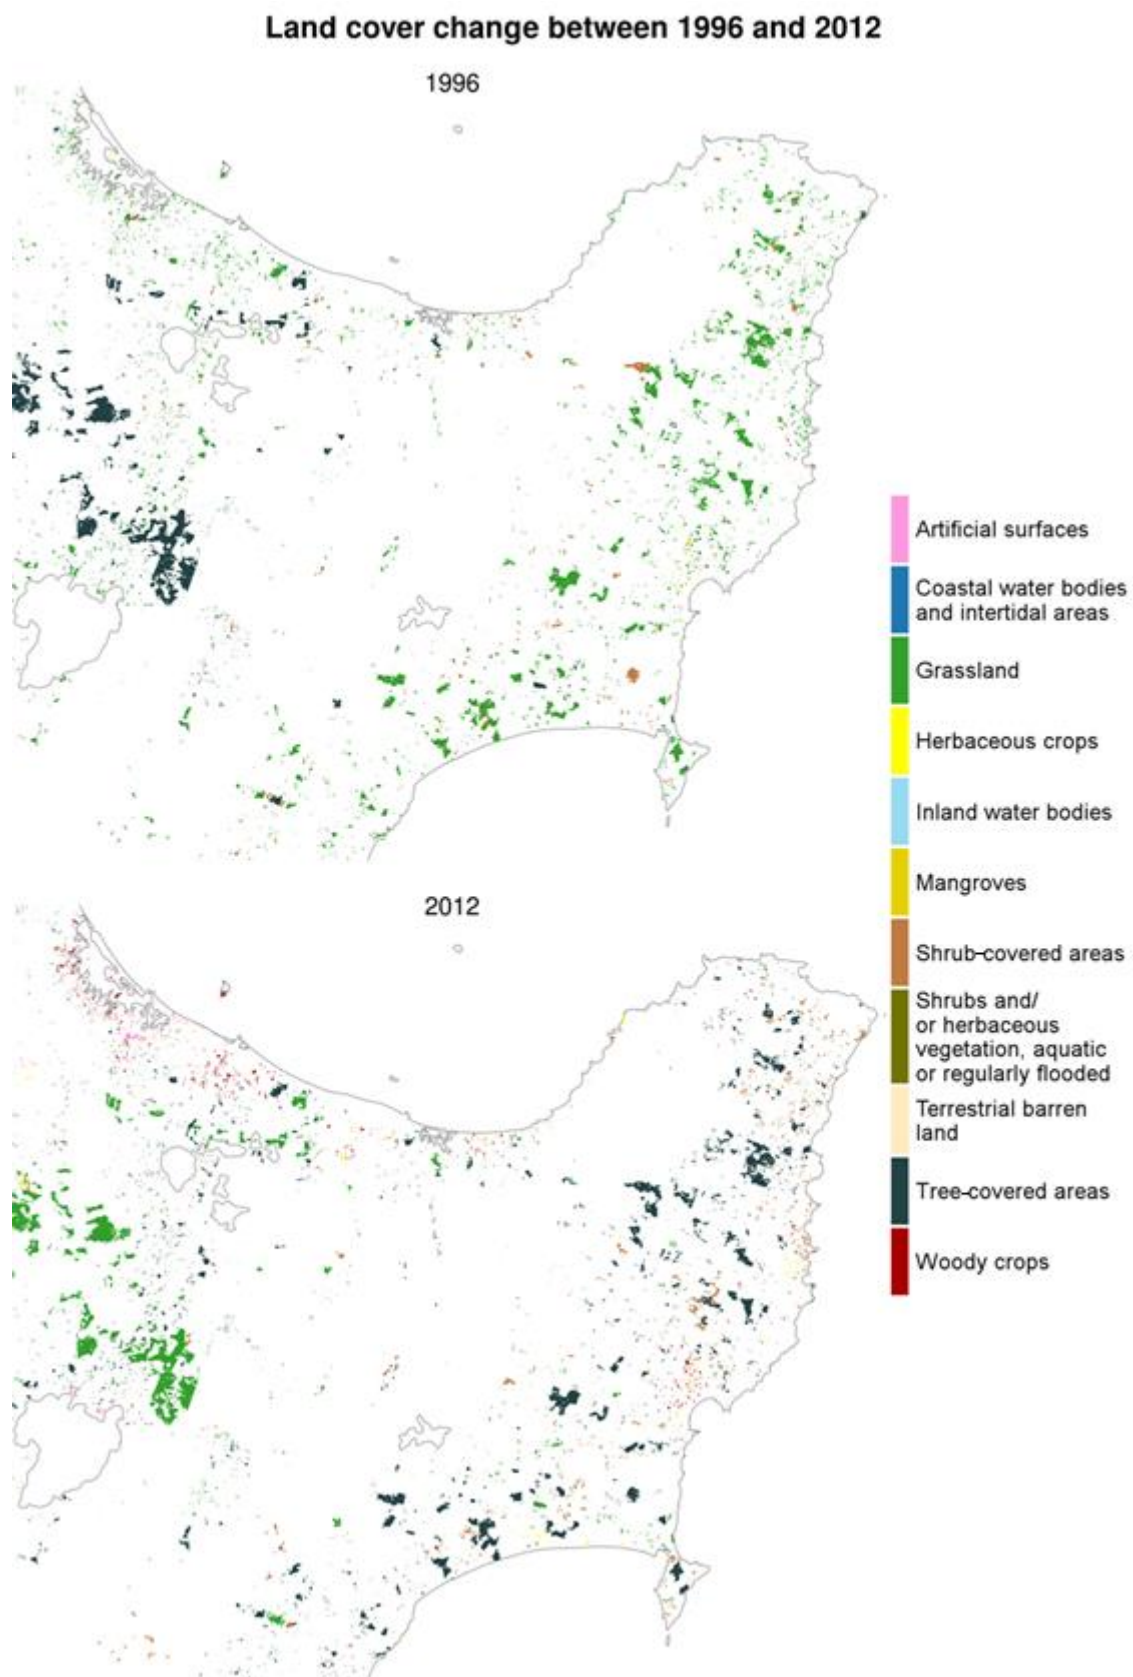 Land cover change between 1996 and 2012
1996
Artificial surfaces
Coastal water bodies
and intertidal areas
Grassland
Herbaceous crops
Inland water bodies
Mangroves
Shrub-covered areas
Shrubs and/
or herbaceous
vegetation, aquatic
or regularly flooded
Terrestrial barren
land
Tree-covered areas
Woody crops
2012